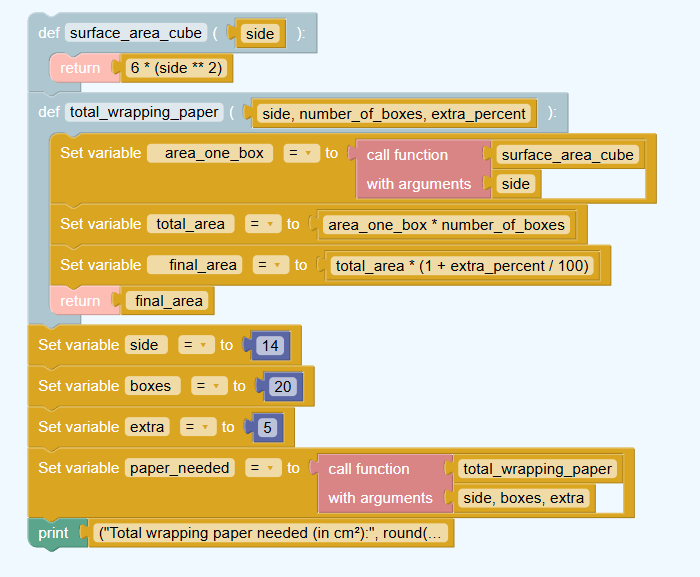 def surface_area_cube ( side ):
return 6 * (side ** 2)
def total_wrapping_paper ( side, number_of_boxes, extra_percent ):
Set variable area_one_box = to call function surface_area_cube
with arguments side
Set variable total_area = to area_one_box * number_of_boxes
Set variable final_area = to total_area * (1 + extra_percent / 100)
return final_area
Set variable side = to 14
Set variable boxes = to 20
Set variable extra = to 5
Set variable paper_needed = to call function total_wrapping_paper
with arguments side, boxes, extra
print ("Total wrapping paper needed (in cm²):", round(...